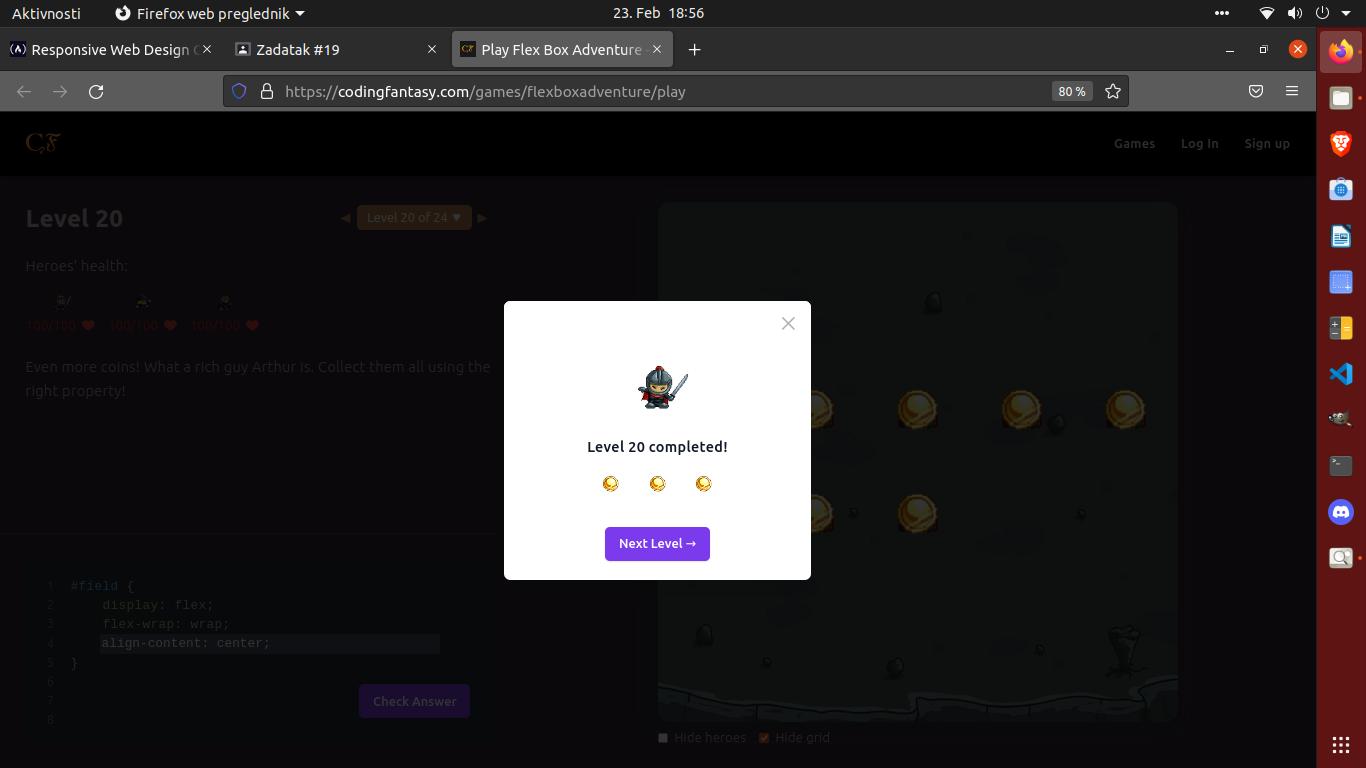 Aktivnosti Firefox web preglednik 23. Feb 18:56
Responsive Web Design Zadatak #19 Play Flex Box Adventure
https://codingfantasy.com/games/flexboxadventure/play 80 %
CF Games Log In Sign up
Level 20 Level 20 of 24
Heroes' health:
100/100 100/100 100/100
Even more coins! What a rich guy Arthur is. Collect them all using the
right property!
Level 20 completed!
Next Level →
1 #field {
2 display: flex;
3 flex-wrap: wrap;
4 align-content: center;
5 }
6
7
8
Check Answer
Hide heroes Hide grid